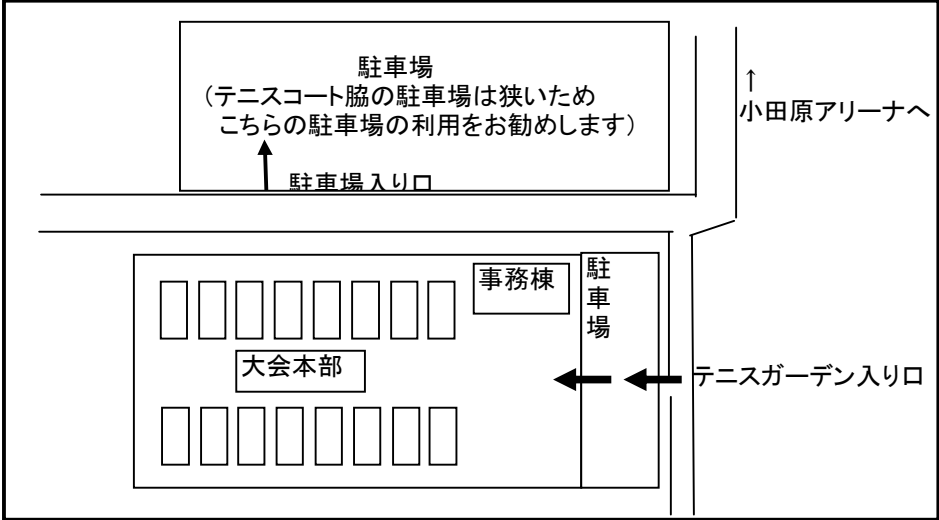 駐車場
（テニスコート脇の駐車場は狭いため
こちらの駐車場の利用をお勧めします）
↑
小田原アリーナへ
駐車場入り口
事務棟
駐車場
大会本部
テニスガーデン入り口